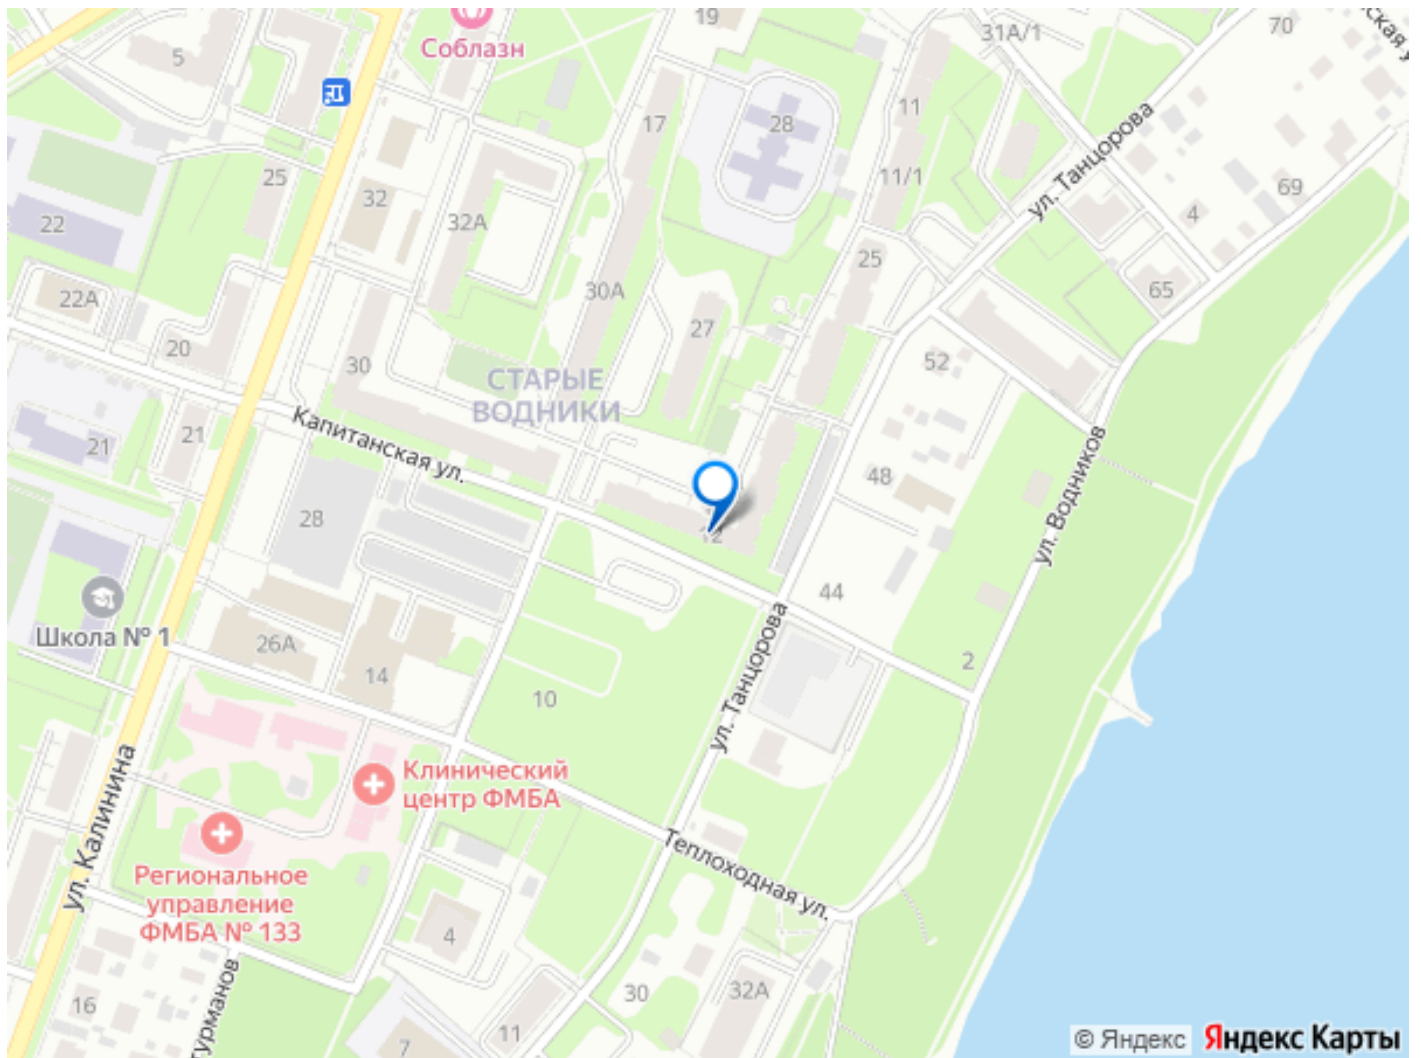 19
Соблазн
31А/1
70
5
17
28
11
ул. Танцорова
11/1
25
32
32А
4
69
22
25
65
22А
30А
27
20
30
52
СТАРЫЕ
ВОДНИКИ
Капитанская ул.
21
21
48
ул. Водников
28
12
44
Школа № 1
26А
14
10
2
ул. Танцорова
Клинический
центр ФМБА
ул. Калинина
Региональное
управление
ФМБА № 133
Теплоходная ул.
4
16
30
32А
11
7
© Яндекс
Яндекс Карты